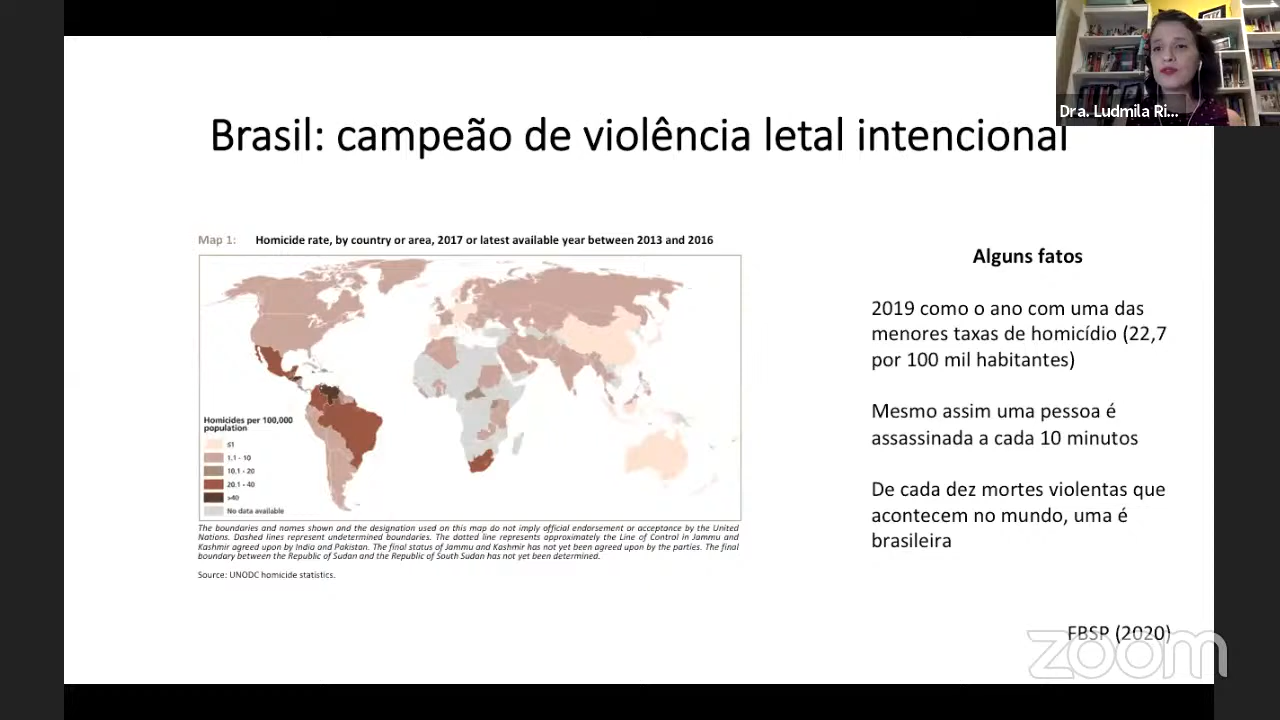 Dra. Ludmila Ri...
Brasil: campeão de violência letal intencional
Map 1: Homicide rate, by country or area, 2017 or latest available year between 2013 and 2016
Homicides per 100,000
population
≤1
1.1 - 10
10.1 - 20
20.1 - 40
>40
No data available
The boundaries and names shown and the designation used on this map do not imply official endorsement or acceptance by the United
Nations. Dashed lines represent undetermined boundaries. The dotted line represents approximately the Line of Control in Jammu and
Kashmir agreed upon by India and Pakistan. The final status of Jammu and Kashmir has not yet been agreed upon by the parties. The final
boundary between the Republic of Sudan and the Republic of South Sudan has not yet been determined.
Source: UNODC homicide statistics.
Alguns fatos
2019 como o ano com uma das
menores taxas de homicídio (22,7
por 100 mil habitantes)
Mesmo assim uma pessoa é
assassinada a cada 10 minutos
De cada dez mortes violentas que
acontecem no mundo, uma é
brasileira
FBSP (2020)
zoom